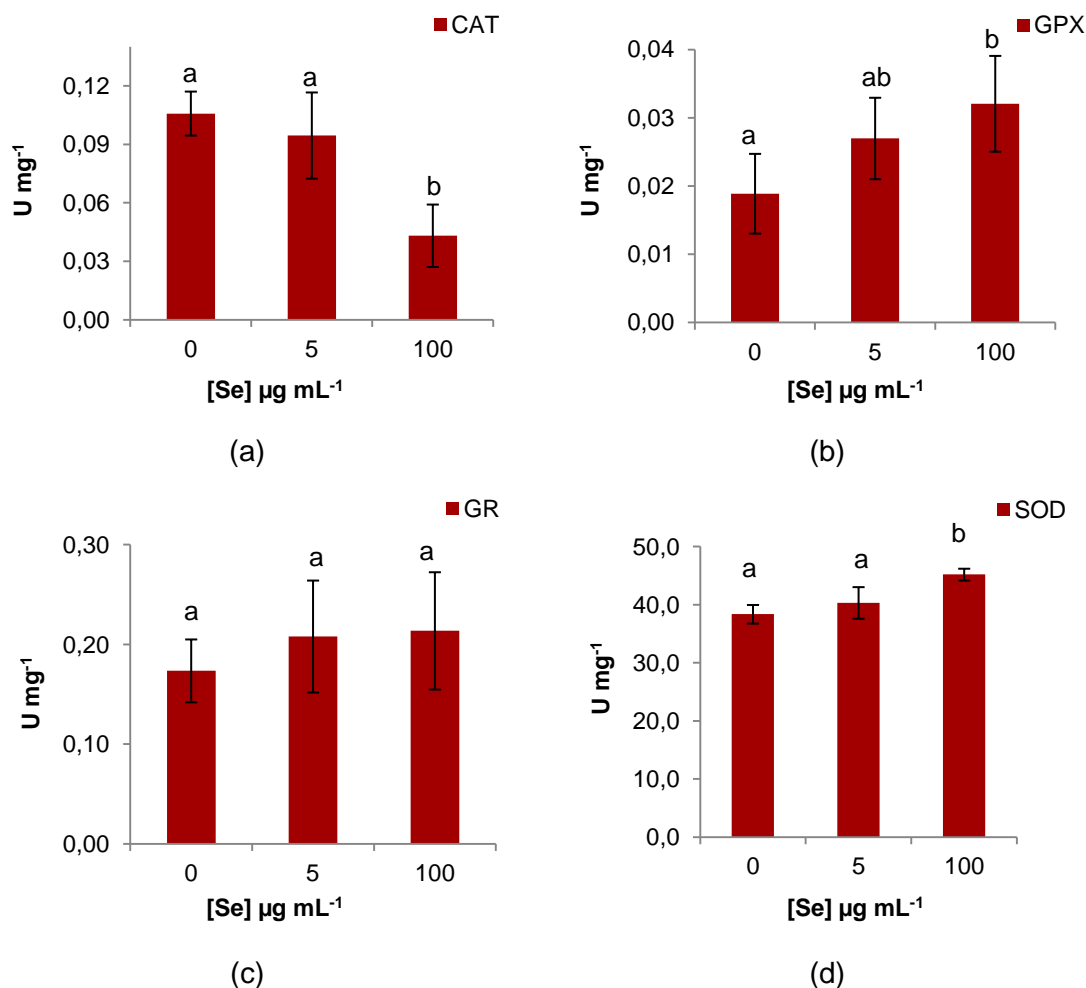 CAT
a
a
b
0,12
0,09
0,06
0,03
0,00
U mg⁻¹
0 5 100
[Se] µg mL⁻¹
(a)
GPX
a
ab
b
0,04
0,03
0,02
0,01
0,00
U mg⁻¹
0 5 100
[Se] µg mL⁻¹
(b)
GR
a
a
a
0,30
0,20
0,10
0,00
U mg⁻¹
0 5 100
[Se] µg mL⁻¹
(c)
SOD
a
a
b
50,0
40,0
30,0
20,0
10,0
0,0
U mg⁻¹
0 5 100
[Se] µg mL⁻¹
(d)